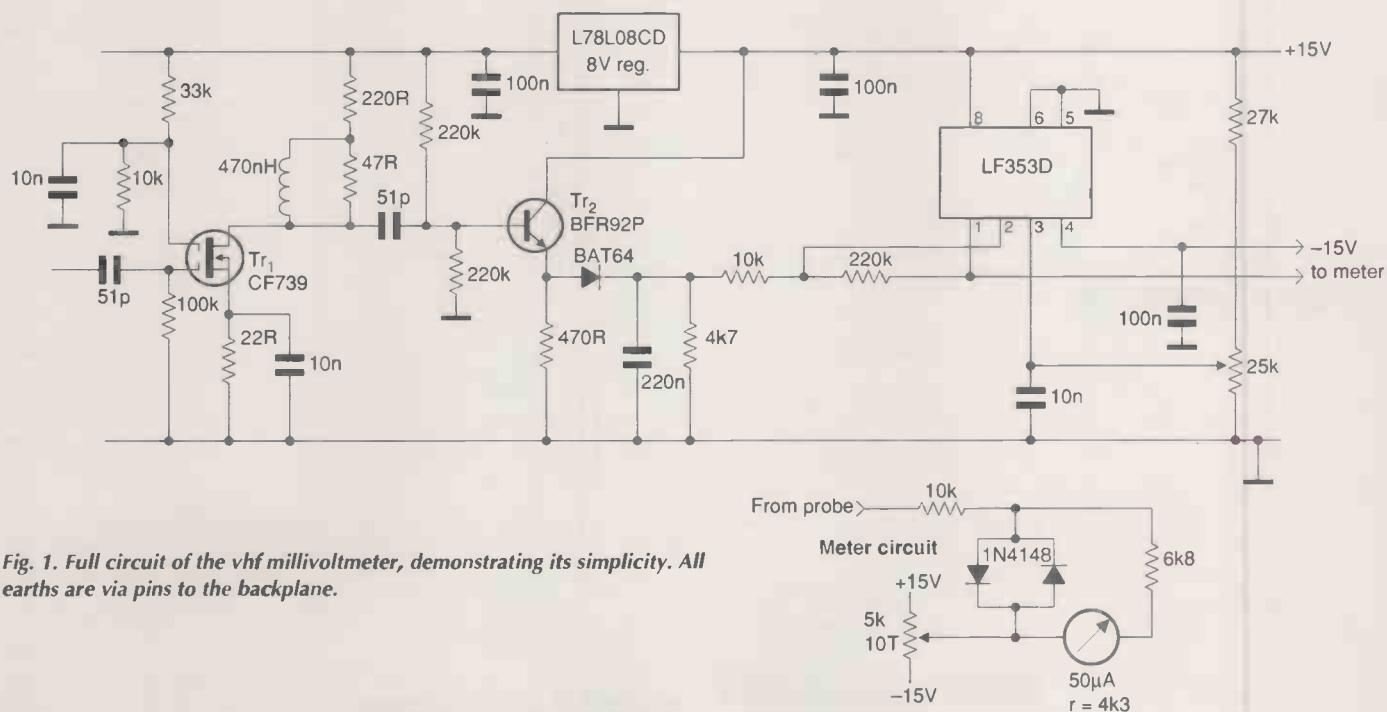 L78L08CD
8V reg.
+15V
33k
220R
100n
100n
27k
220k
8
6
5
470nH
47R
10n
10k
LF353D
51p
Tr2
BFR92P
Tr1
CF739
BAT64
1
2
3
4
–15V
51p
100k
220k
10k
220k
to meter
22R
10n
470R
4k7
100n
220n
10n
25k
From probe
10k
Meter circuit
1N4148
6k8
+15V
5k
10T
–15V
50µA
r = 4k3
Fig. 1. Full circuit of the vhf millivoltmeter, demonstrating its simplicity. All
earths are via pins to the backplane.